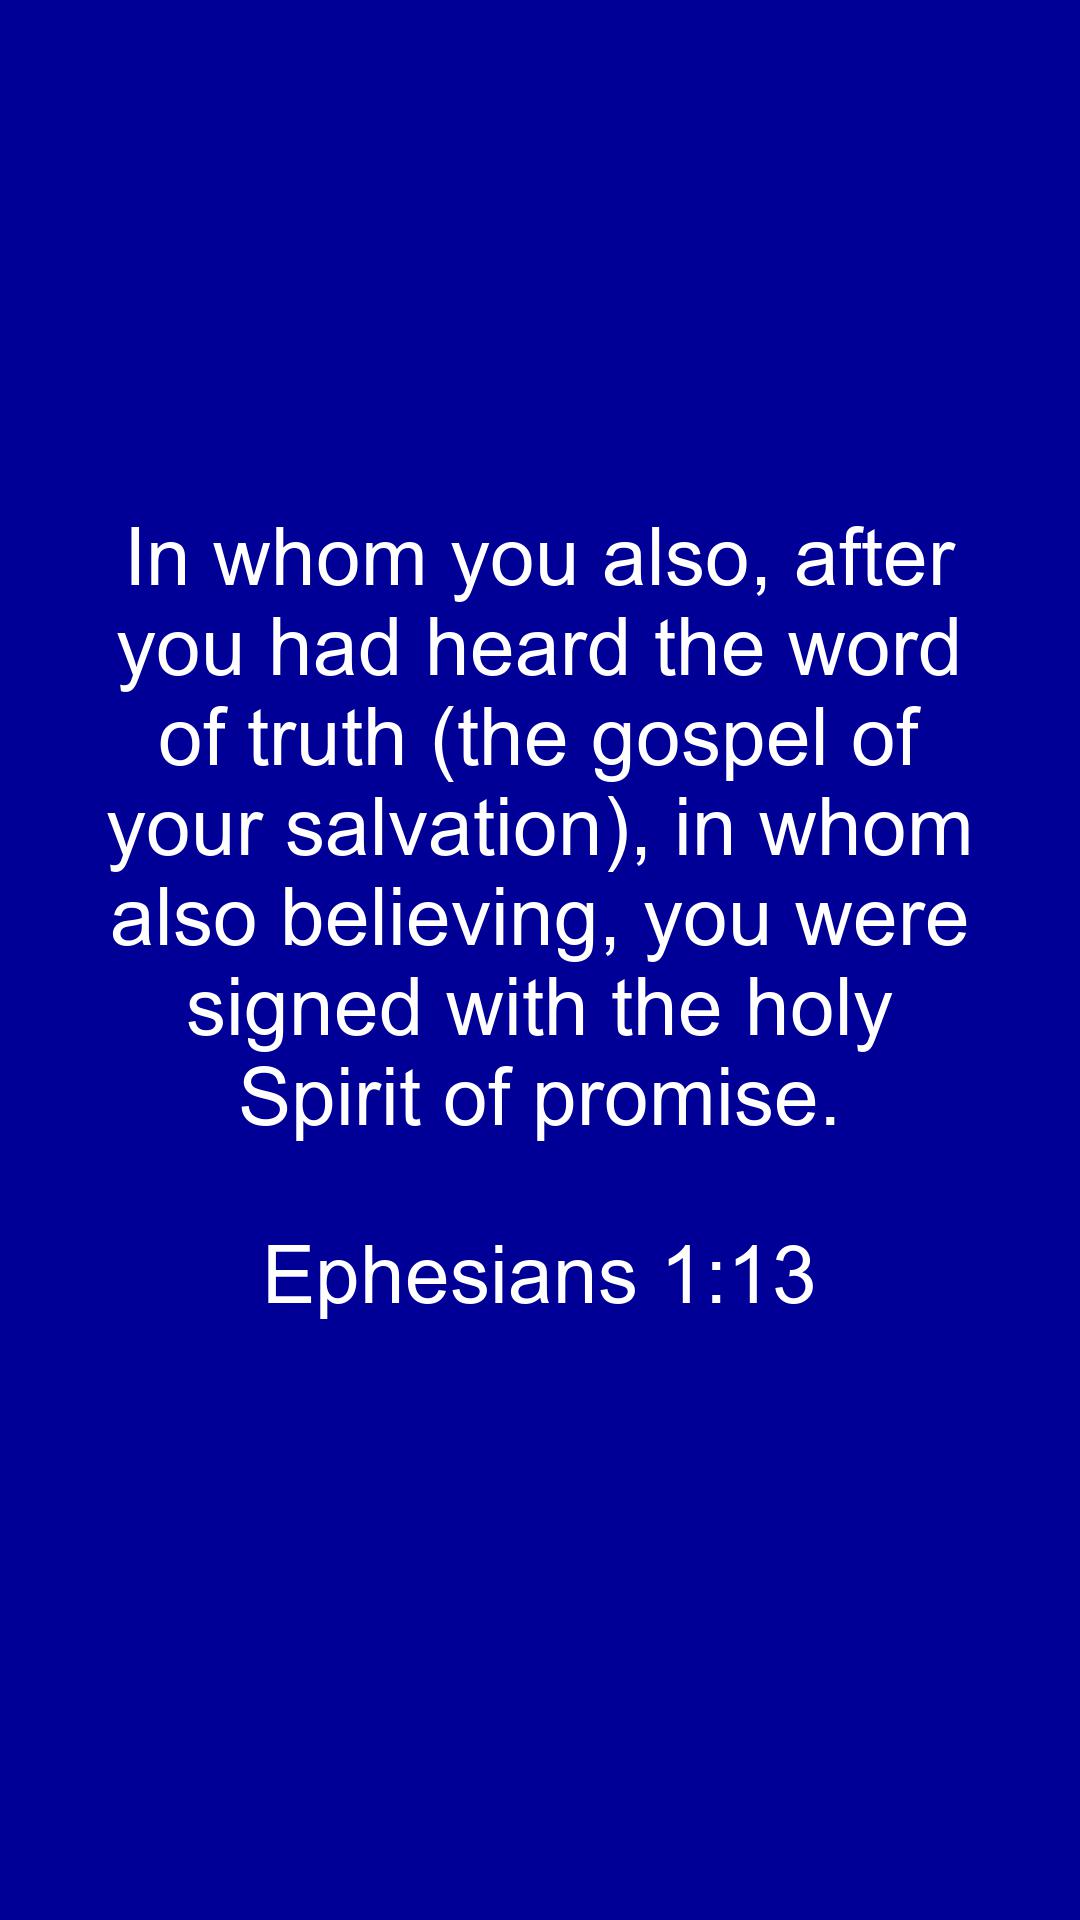 In whom you also, after
you had heard the word
of truth (the gospel of
your salvation), in whom
also believing, you were
signed with the holy
Spirit of promise.
Ephesians 1:13